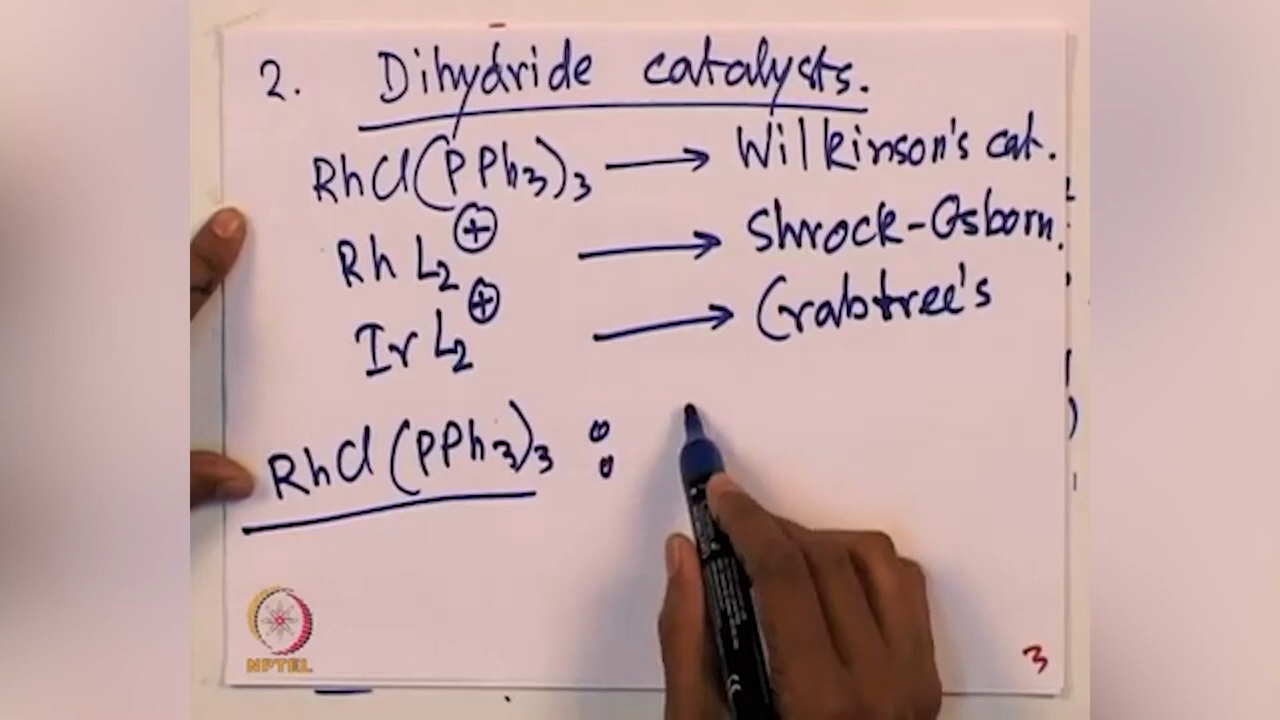 2. Dihydride catalysts.
RhCl(PPh3)3 → Wilkinson's cat.
RhL2⊕ → Shrock-Osborn.
IrL2⊕ → Crabtree's
RhCl(PPh3)3 :
NPTEL
3